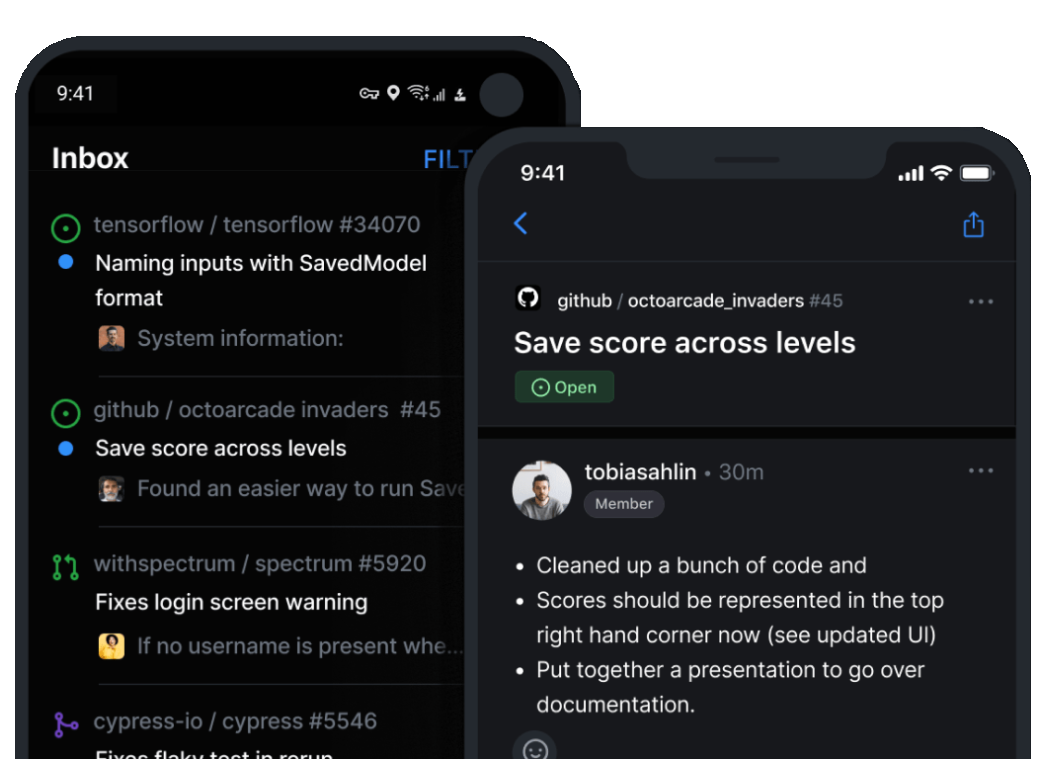 9:41
Inbox
FILT
tensorflow / tensorflow #34070
Naming inputs with SavedModel
format
System information:
github / octoarcade invaders #45
Save score across levels
Found an easier way to run Save
withspectrum / spectrum #5920
Fixes login screen warning
If no username is present whe...
cypress-io / cypress #5546
Fixes flaky test in rerun
9:41
github / octoarcade_invaders #45
Save score across levels
Open
tobiasahlin • 30m
Member
• Cleaned up a bunch of code and
• Scores should be represented in the top
right hand corner now (see updated UI)
• Put together a presentation to go over
documentation.